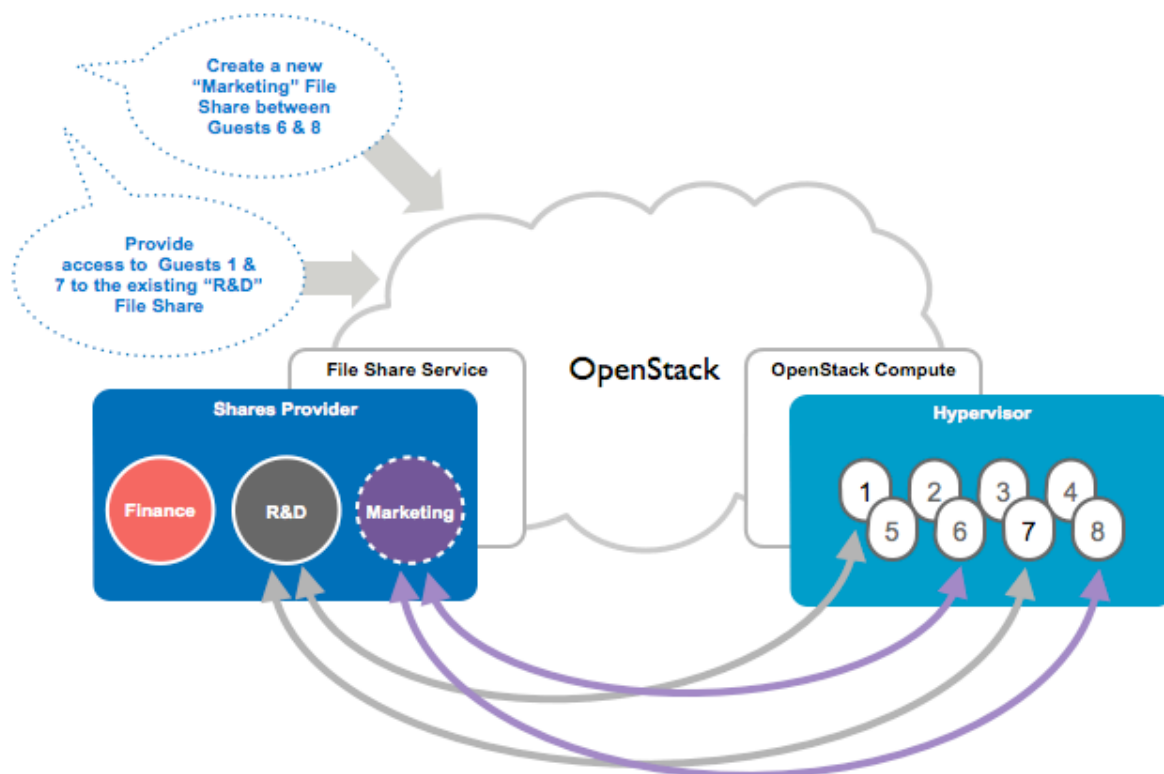 Create a new
“Marketing” File
Share between
Guests 6 & 8
Provide
access to Guests 1 &
7 to the existing “R&D”
File Share
File Share Service
OpenStack
OpenStack Compute
Shares Provider
Hypervisor
Finance
R&D
Marketing
1
2
3
4
5
6
7
8